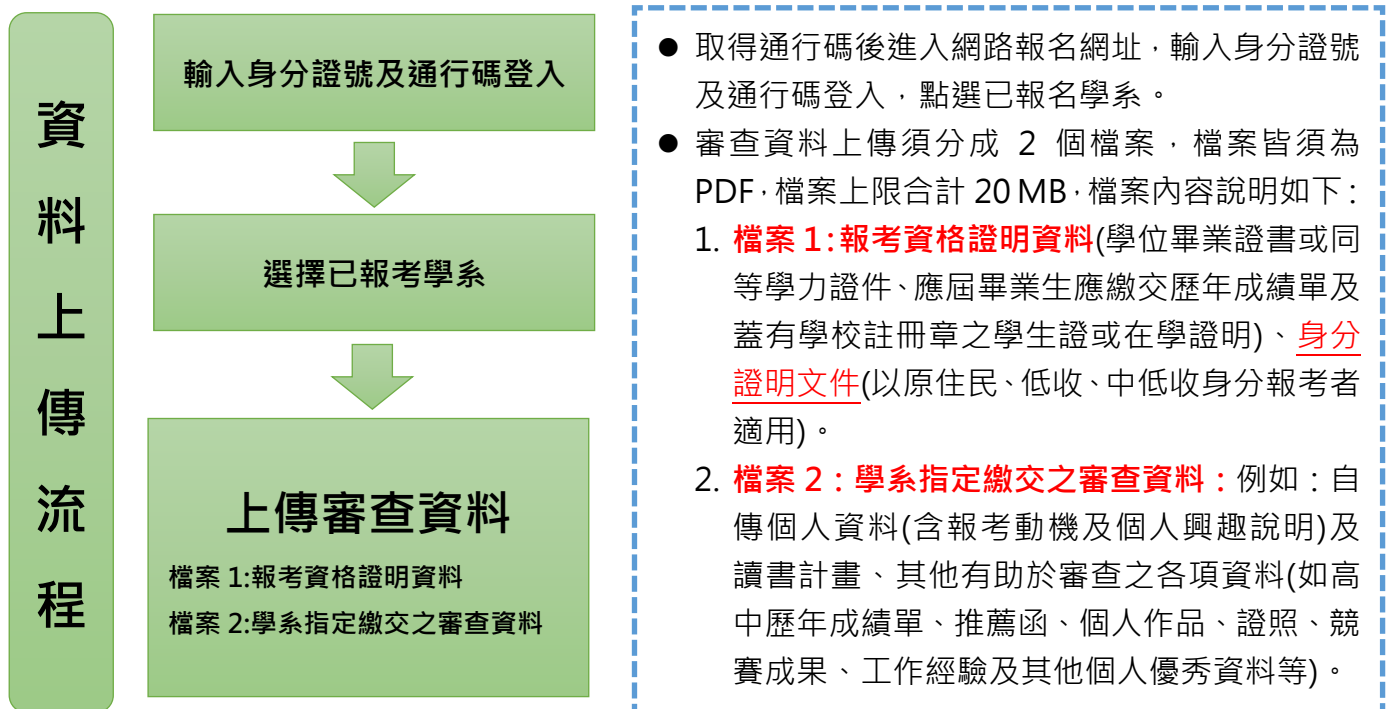 資料上傳流程
輸入身分證號及通行碼登入
選擇已報考學系
上傳審查資料
檔案 1:報考資格證明資料
檔案 2:學系指定繳交之審查資料
● 取得通行碼後進入網路報名網址，輸入身分證號
及通行碼登入，點選已報名學系。
● 審查資料上傳須分成 2 個檔案，檔案皆須為
PDF，檔案上限合計 20 MB，檔案內容說明如下：
1. 檔案 1：報考資格證明資料(學位畢業證書或同
等學力證件、應屆畢業生應繳交歷年成績單及
蓋有學校註冊章之學生證或在學證明)、身分
證明文件(以原住民、低收、中低收身分報考者
適用)。
2. 檔案 2：學系指定繳交之審查資料：例如：自
傳個人資料(含報考動機及個人興趣說明)及
讀書計畫、其他有助於審查之各項資料(如高
中歷年成績單、推薦函、個人作品、證照、競
賽成果、工作經驗及其他個人優秀資料等)。